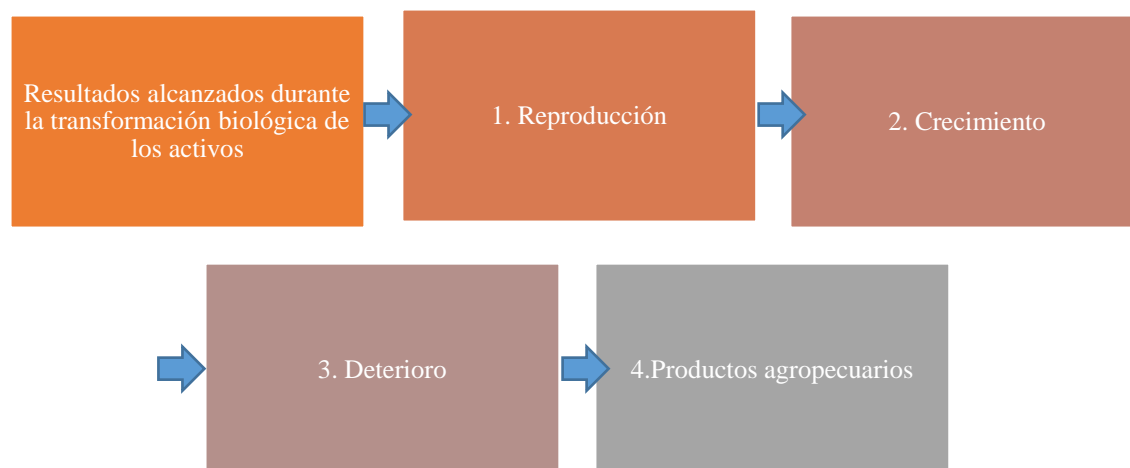 Resultados alcanzados durante
la transformación biológica de
los activos
1. Reproducción
2. Crecimiento
3. Deterioro
4.Productos agropecuarios